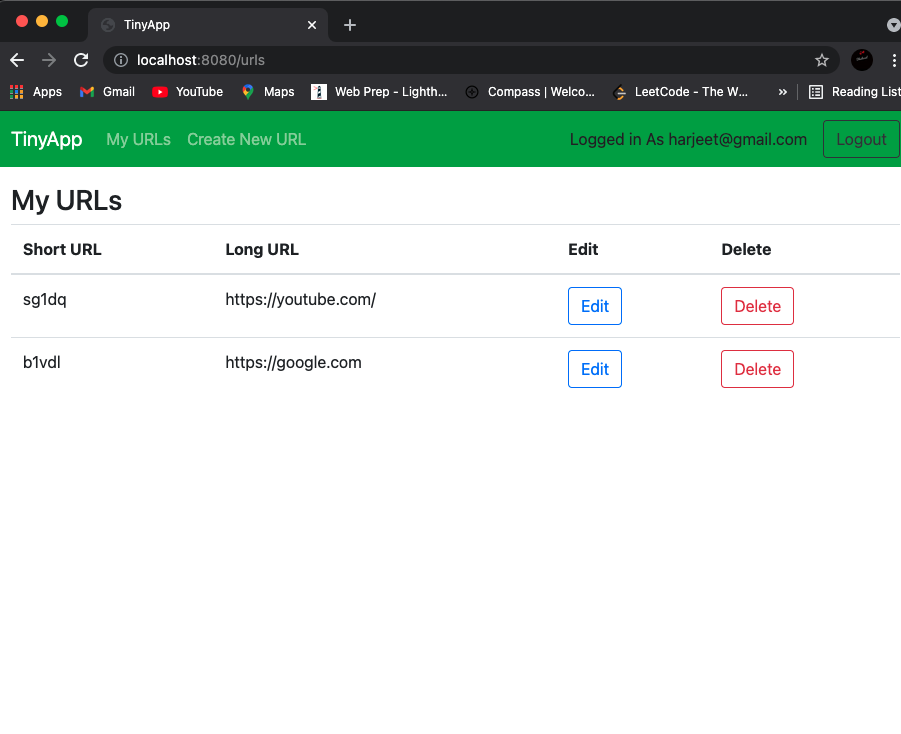 TinyApp
localhost:8080/urls
Apps Gmail YouTube Maps Web Prep - Lighth... Compass | Welco... LeetCode - The W... » Reading List
TinyApp My URLs Create New URL Logged in As harjeet@gmail.com Logout
My URLs
Short URL Long URL Edit Delete
sg1dq https://youtube.com/ Edit Delete
b1vdl https://google.com Edit Delete